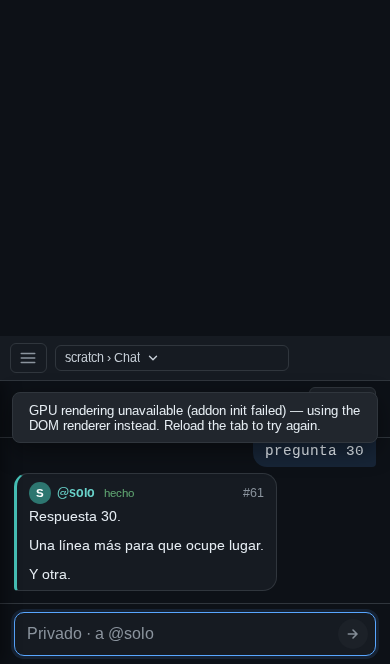 scratch › Chat
GPU rendering unavailable (addon init failed) — using the
DOM renderer instead. Reload the tab to try again.
pregunta 30
S @solo hecho #61
Respuesta 30.
Una línea más para que ocupe lugar.
Y otra.
Privado · a @solo